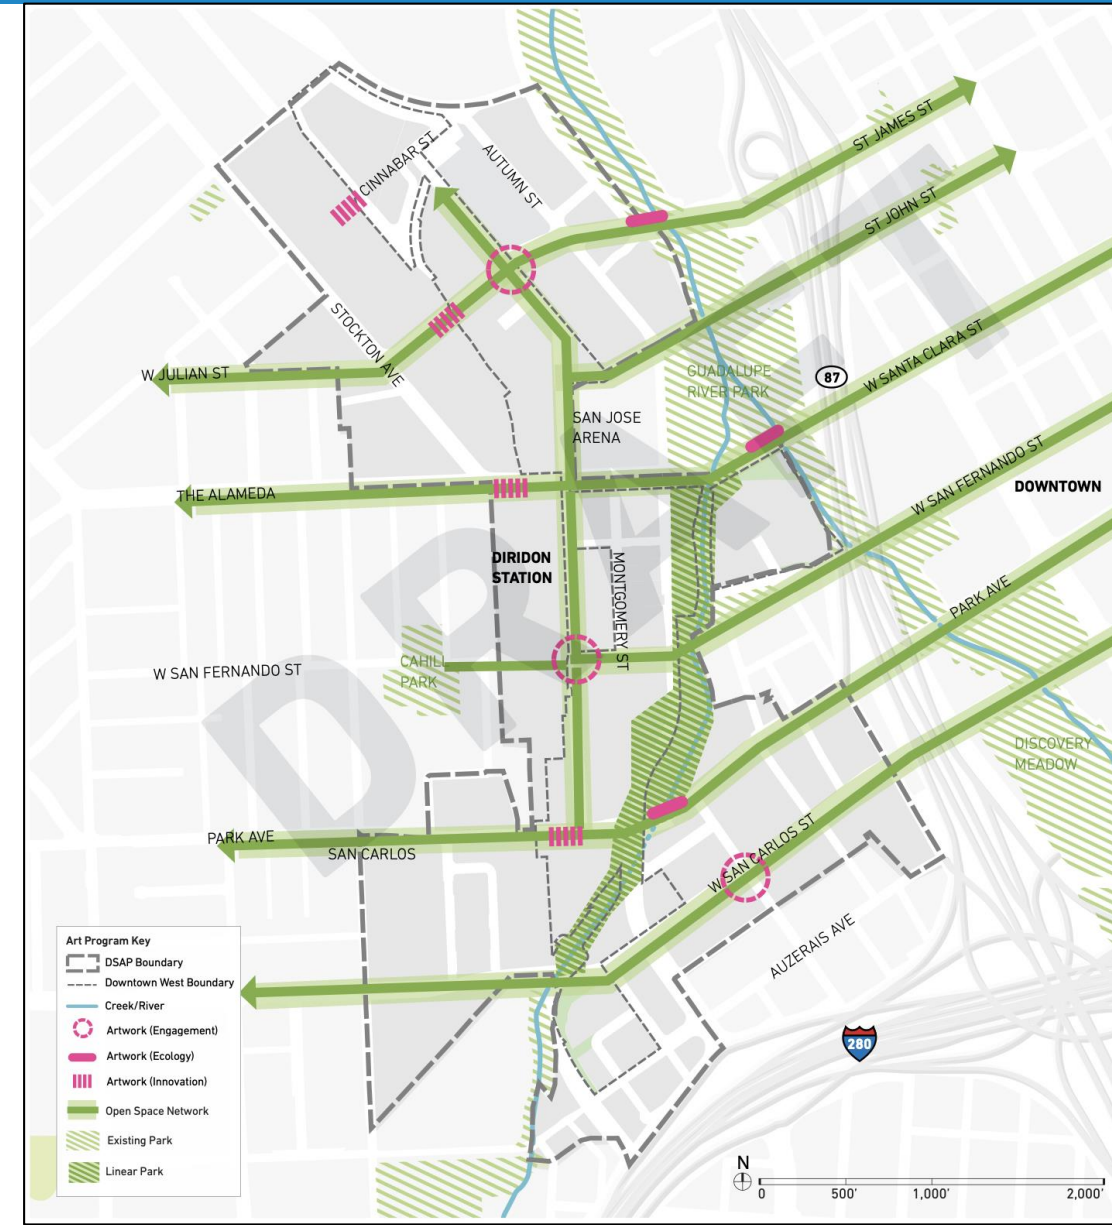 CINNABAR ST
AUTUMN ST
ST JAMES ST
ST JOHN ST
STOCKTON AVE
W JULIAN ST
GUADALUPE
RIVER PARK
87
W SANTA CLARA ST
SAN JOSE
ARENA
THE ALAMEDA
W SAN FERNANDO ST
DOWNTOWN
DIRIDON
STATION
MONTGOMERY ST
PARK AVE
W SAN FERNANDO ST
CAHILL
PARK
DISCOVERY
MEADOW
PARK AVE
SAN CARLOS
W SAN CARLOS ST
AUZERAIS AVE
280
DRAFT
Art Program Key
DSAP Boundary
Downtown West Boundary
Creek/River
Artwork (Engagement)
Artwork (Ecology)
Artwork (Innovation)
Open Space Network
Existing Park
Linear Park
N
0 500' 1,000' 2,000'